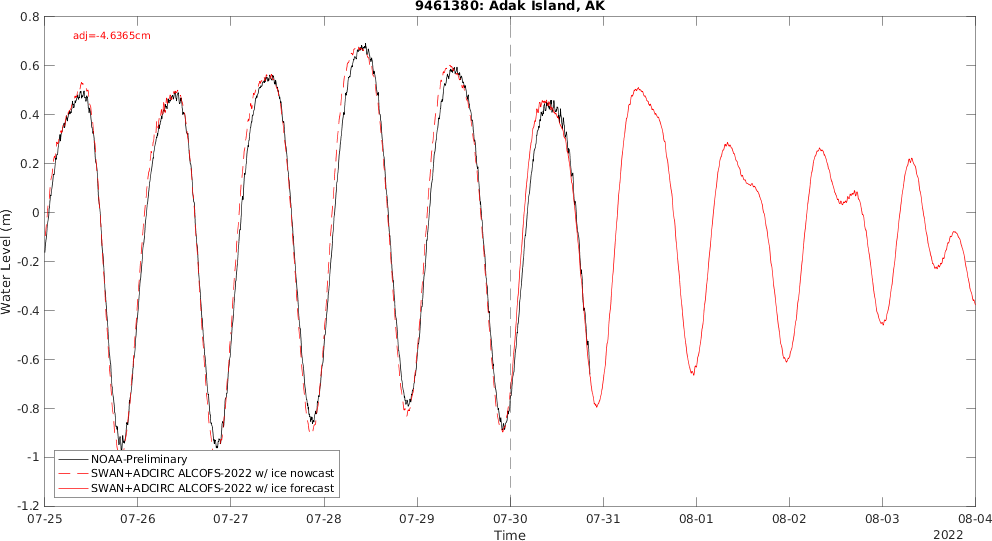 9461380: Adak Island, AK
adj=-4.6365cm
Water Level (m)
0.8
0.6
0.4
0.2
0
-0.2
-0.4
-0.6
-0.8
-1
-1.2
NOAA-Preliminary
SWAN+ADCIRC ALCOFS-2022 w/ ice nowcast
SWAN+ADCIRC ALCOFS-2022 w/ ice forecast
07-25 07-26 07-27 07-28 07-29 07-30 07-31 08-01 08-02 08-03 08-04
Time
2022